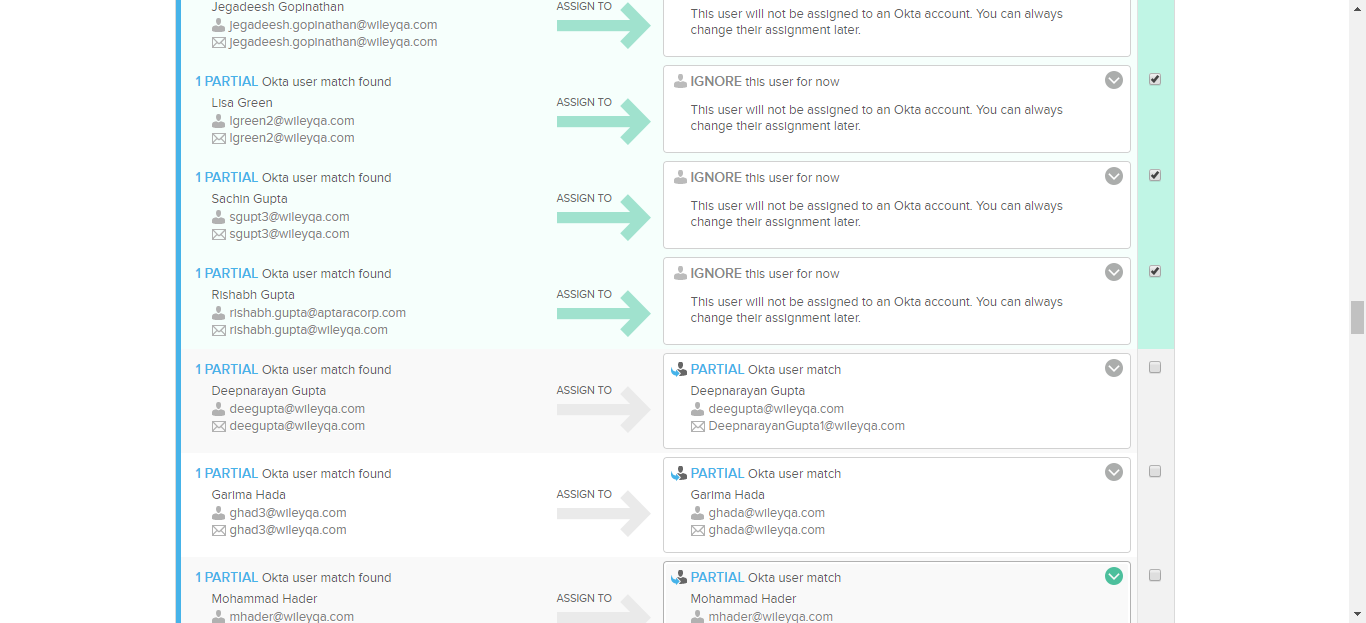 Jegadeesh Gopinathan
jegadeesh.gopinathan@wileyqa.com
jegadeesh.gopinathan@wileyqa.com
ASSIGN TO
This user will not be assigned to an Okta account. You can always
change their assignment later.
1 PARTIAL Okta user match found
Lisa Green
lgreen2@wileyqa.com
lgreen2@wileyqa.com
ASSIGN TO
IGNORE this user for now
This user will not be assigned to an Okta account. You can always
change their assignment later.
1 PARTIAL Okta user match found
Sachin Gupta
sgupt3@wileyqa.com
sgupt3@wileyqa.com
ASSIGN TO
IGNORE this user for now
This user will not be assigned to an Okta account. You can always
change their assignment later.
1 PARTIAL Okta user match found
Rishabh Gupta
rishabh.gupta@aptaracorp.com
rishabh.gupta@wileyqa.com
ASSIGN TO
IGNORE this user for now
This user will not be assigned to an Okta account. You can always
change their assignment later.
1 PARTIAL Okta user match found
Deepnarayan Gupta
deegupta@wileyqa.com
deegupta@wileyqa.com
ASSIGN TO
PARTIAL Okta user match
Deepnarayan Gupta
deegupta@wileyqa.com
DeepnarayanGupta1@wileyqa.com
1 PARTIAL Okta user match found
Garima Hada
ghad3@wileyqa.com
ghad3@wileyqa.com
ASSIGN TO
PARTIAL Okta user match
Garima Hada
ghada@wileyqa.com
ghada@wileyqa.com
1 PARTIAL Okta user match found
Mohammad Hader
mhader@wileyqa.com
ASSIGN TO
PARTIAL Okta user match
Mohammad Hader
mhader@wileyqa.com